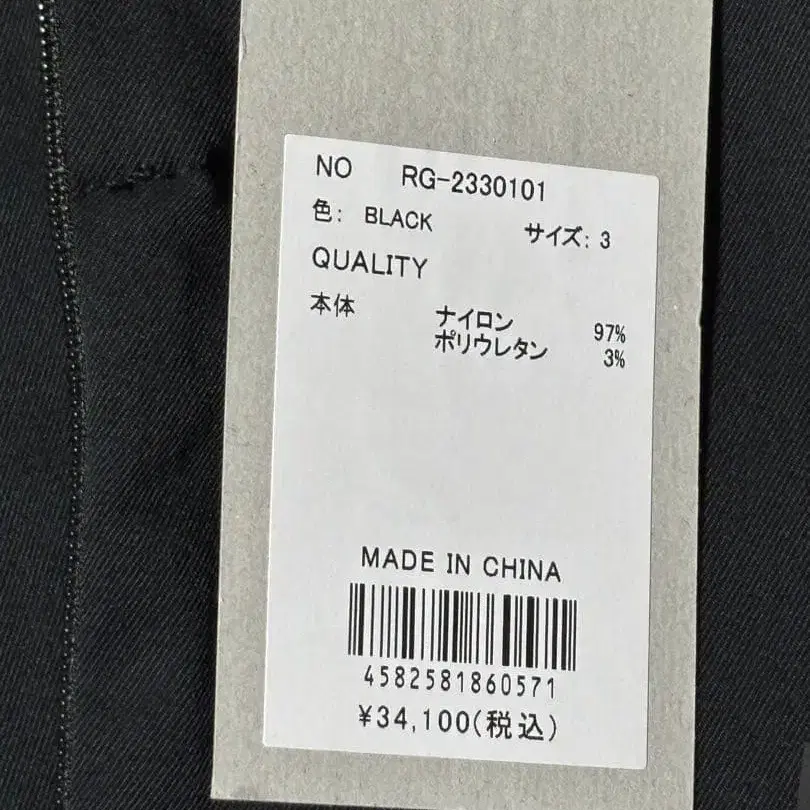 NO RG-2330101
色: BLACK サイズ: 3
QUALITY
本体 ナイロン 97%
ポリウレタン 3%
MADE IN CHINA
4582581860571
¥34,100(税込)